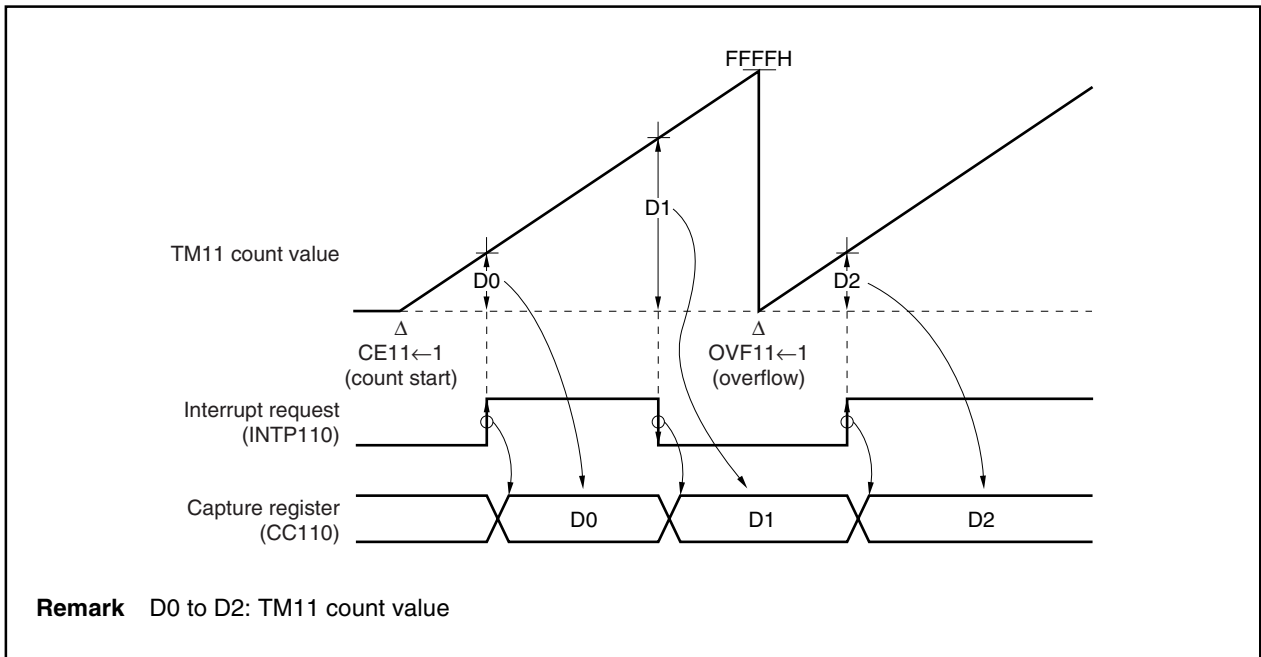 FFFFH
D1
TM11 count value
D0
D2
Δ
CE11←1
(count start)
Δ
OVF11←1
(overflow)
Interrupt request
(INTP110)
Capture register
(CC110)
D0
D1
D2
Remark D0 to D2: TM11 count value